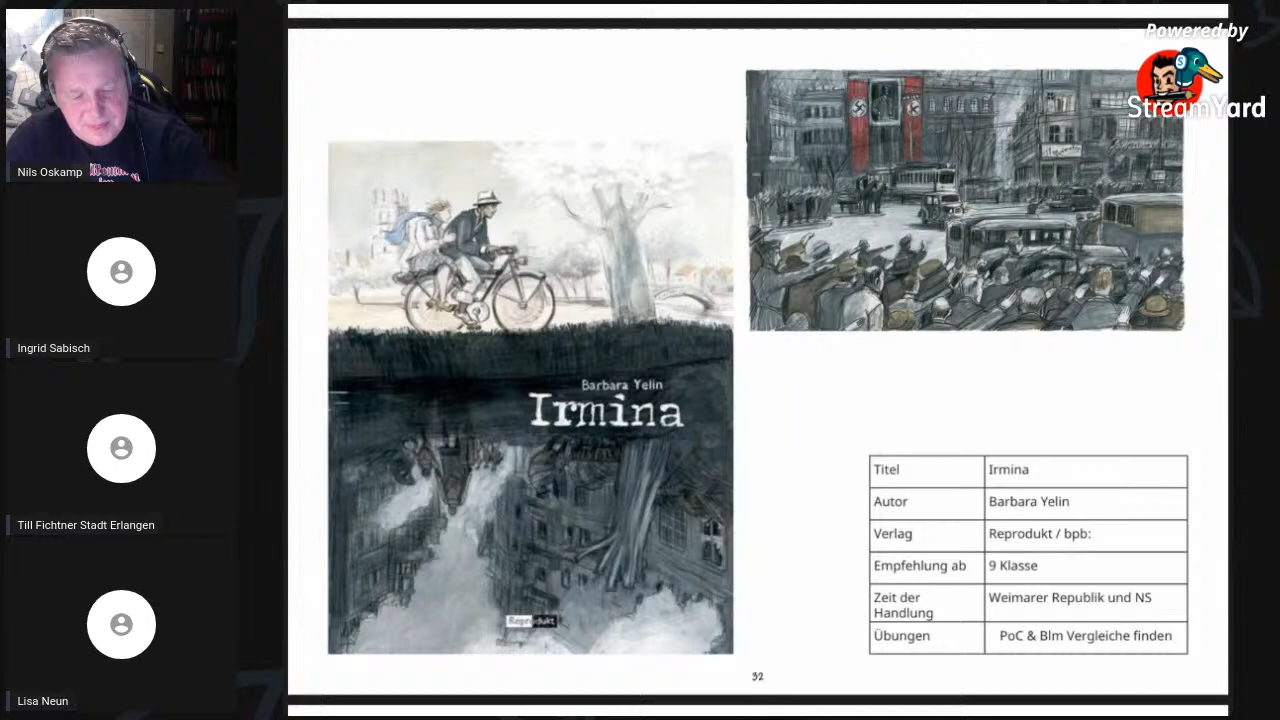 Nils Oskamp
Ingrid Sabisch
Till Fichtner Stadt Erlangen
Lisa Neun
Powered by
S
StreamYard
Barbara Yelin
Irmina
Reprodukt
Titel Irmina
Autor Barbara Yelin
Verlag Reprodukt / bpb:
Empfehlung ab 9 Klasse
Zeit der Weimarer Republik und NS
Handlung
Übungen PoC & Blm Vergleiche finden
32